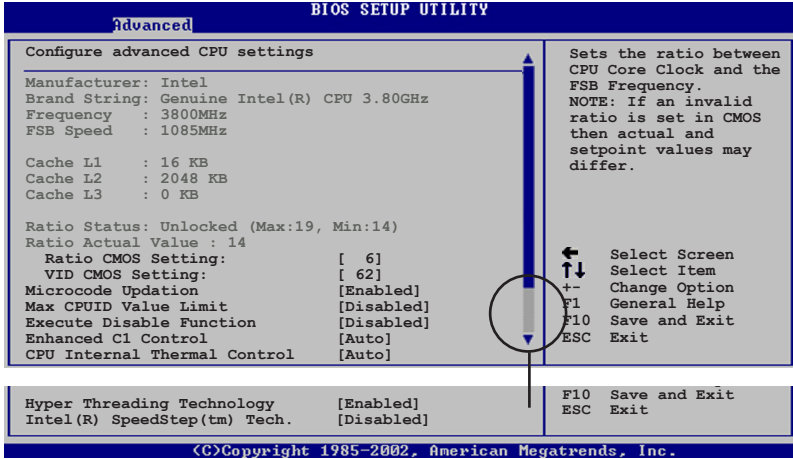 BIOS SETUP UTILITY
Advanced
Configure advanced CPU settings
Manufacturer: Intel
Brand String: Genuine Intel(R) CPU 3.80GHz
Frequency : 3800MHz
FSB Speed : 1085MHz
Cache L1 : 16 KB
Cache L2 : 2048 KB
Cache L3 : 0 KB
Ratio Status: Unlocked (Max:19, Min:14)
Ratio Actual Value : 14
Ratio CMOS Setting: [ 6]
VID CMOS Setting: [ 62]
Microcode Updation [Enabled]
Max CPUID Value Limit [Disabled]
Execute Disable Function [Disabled]
Enhanced C1 Control [Auto]
CPU Internal Thermal Control [Auto]
Hyper Threading Technology [Enabled]
Intel(R) SpeedStep(tm) Tech. [Disabled]
Sets the ratio between
CPU Core Clock and the
FSB Frequency.
NOTE: If an invalid
ratio is set in CMOS
then actual and
setpoint values may
differ.
Select Screen
Select Item
+- Change Option
F1 General Help
F10 Save and Exit
ESC Exit
F10 Save and Exit
ESC Exit
(C)Copyright 1985-2002, American Megatrends, Inc.